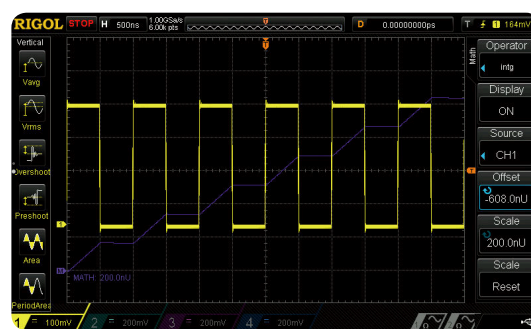 RIGOL STOP H 500ns 1.00GSa/s 6.00k pts D 0.00000000ps T 1 164mV
Vertical
Vavg
Vrms
Overshoot
Preshoot
Area
PeriodArea
MATH: 200.0nU
Math
Operator
intg
Display
ON
Source
CH1
Offset
-608.0nU
Scale
200.0nU
Scale
Reset
1 100mV 2 200mV 3 200mV 4 200mV